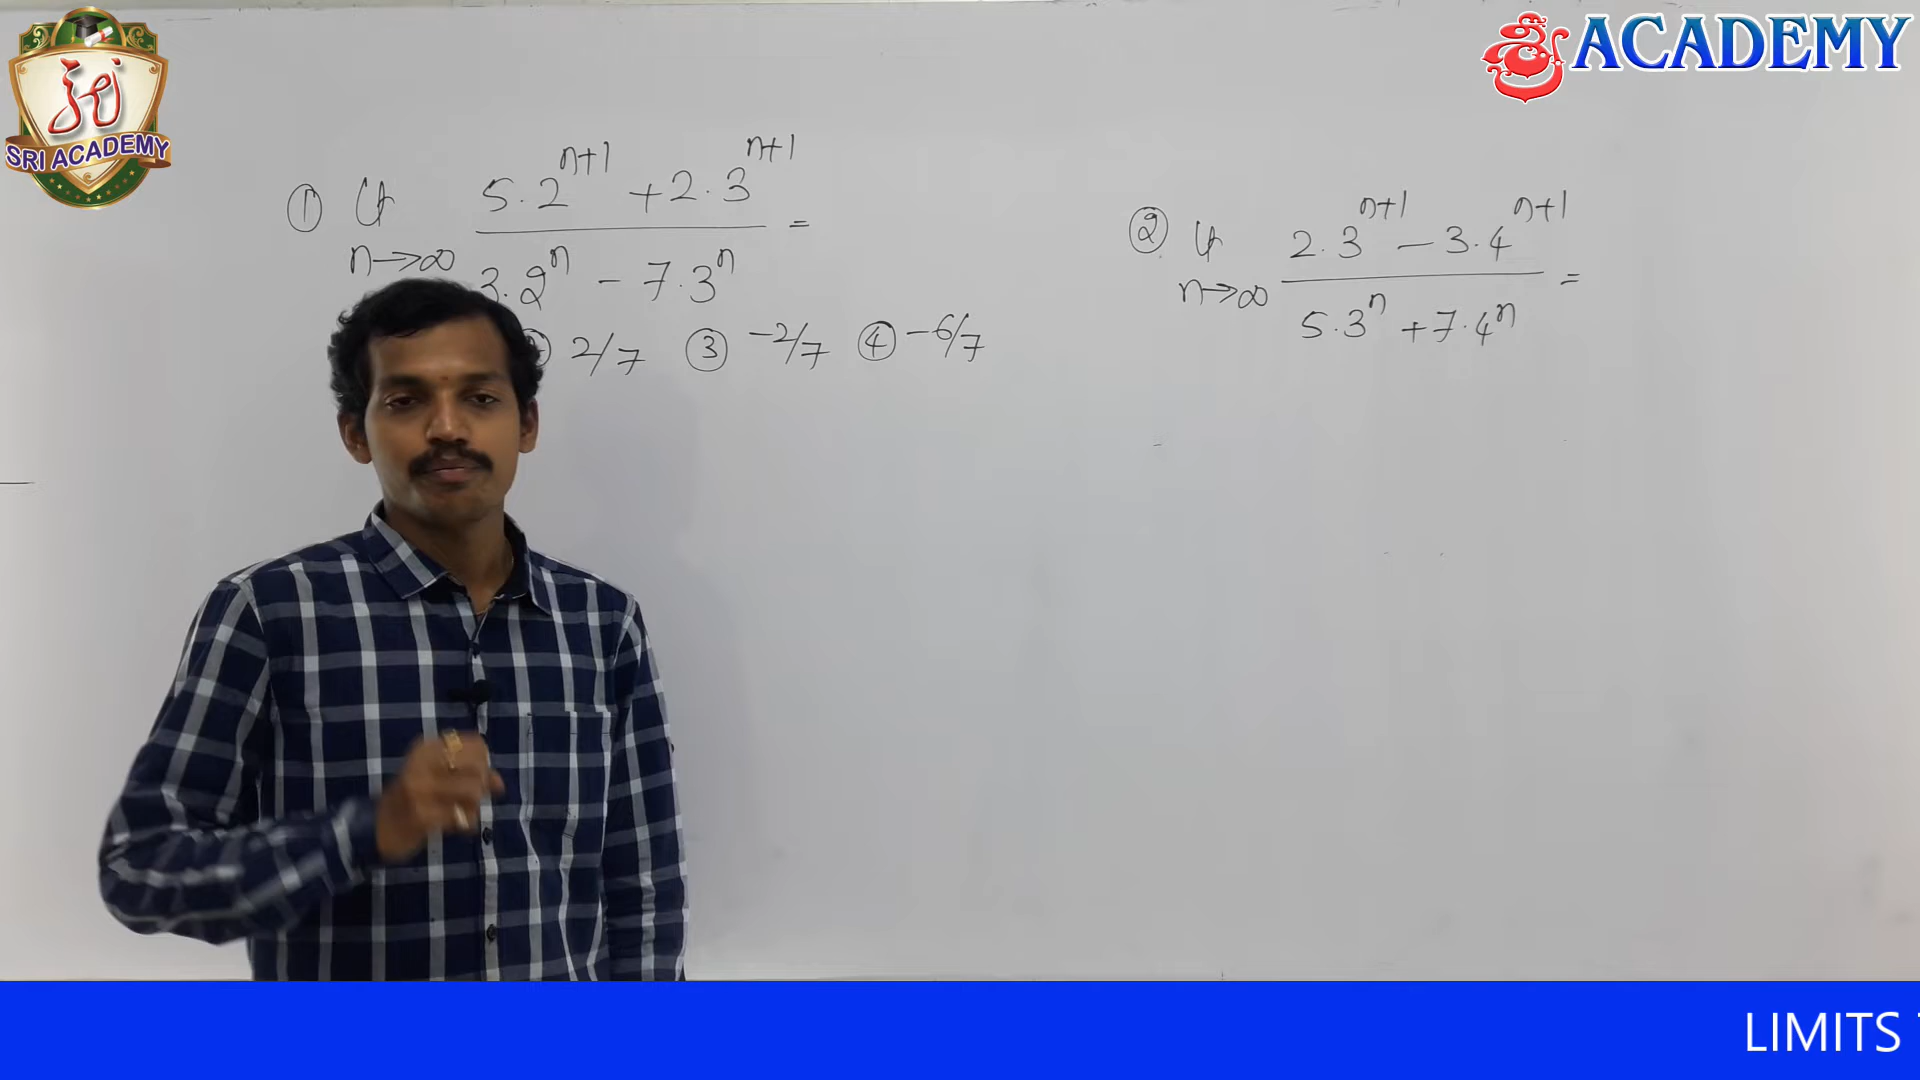 SRI ACADEMY
ACADEMY
① Lt n→∞ 5.2^{n+1} + 2.3^{n+1} / 3.2^n - 7.3^n =
2/7 ③ -2/7 ④ -6/7
② Lt n→∞ 2.3^{n+1} - 3.4^{n+1} / 5.3^n + 7.4^n =
LIMITS